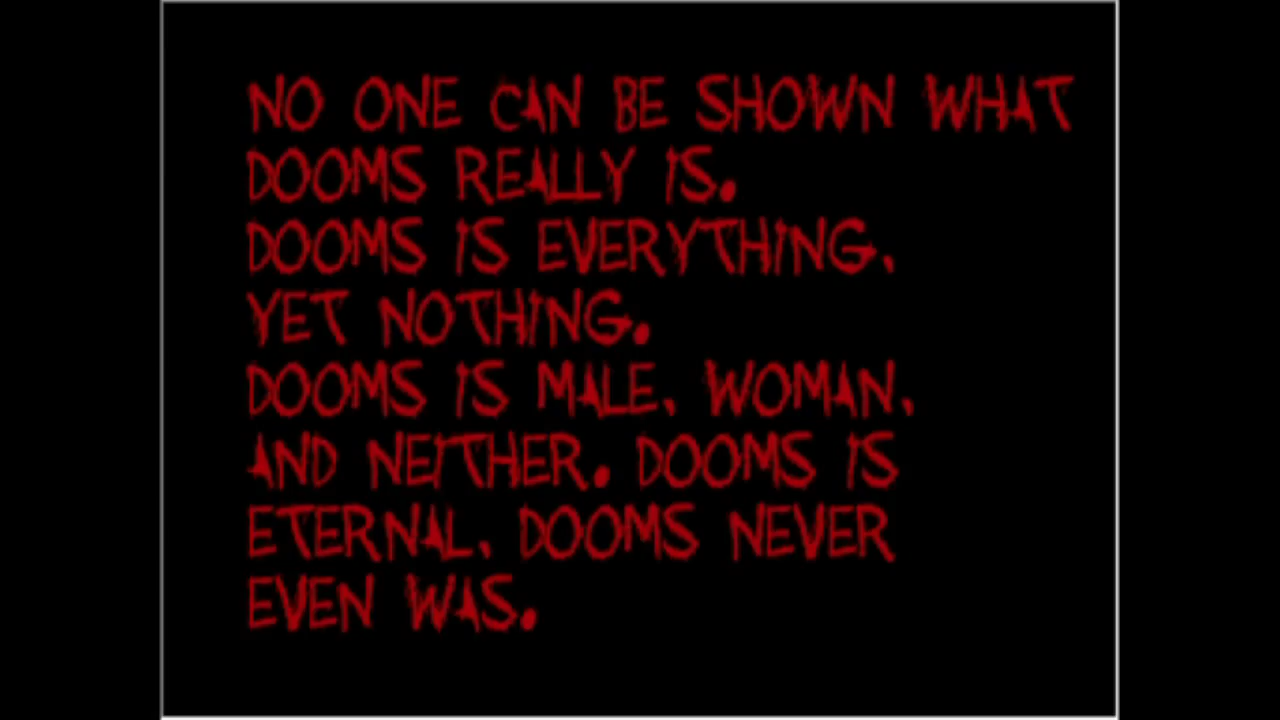 NO ONE CAN BE SHOWN WHAT
DOOMS REALLY IS.
DOOMS IS EVERYTHING,
YET NOTHING.
DOOMS IS MALE, WOMAN,
AND NEITHER. DOOMS IS
ETERNAL, DOOMS NEVER
EVEN WAS.